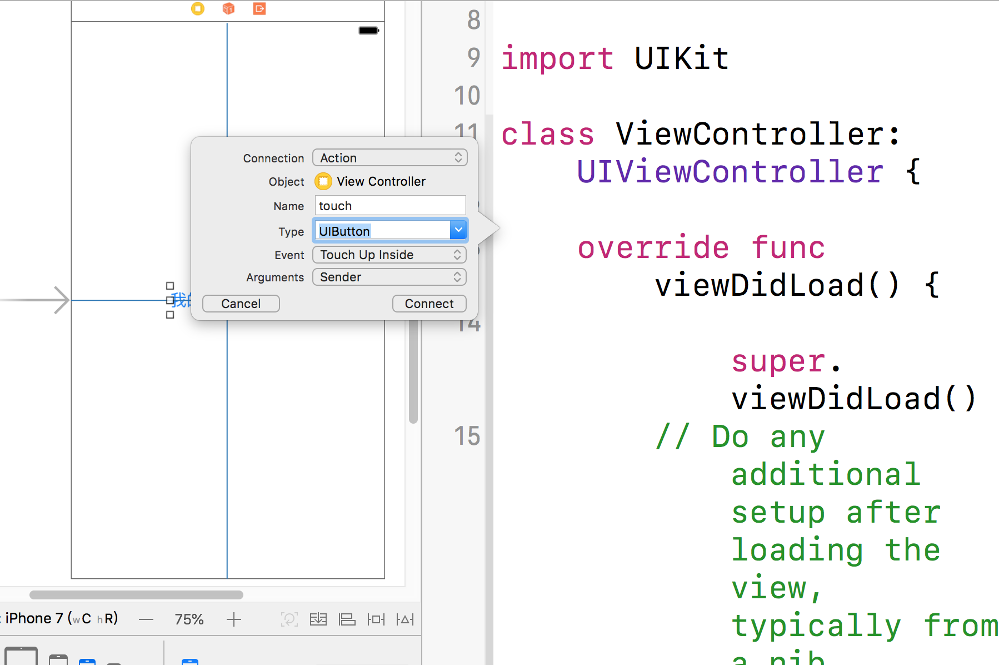 8
9
import UIKit
10
11
class ViewController:
UIViewController {
Connection Action
Object View Controller
Name touch
Type UIButton
Event Touch Up Inside
Arguments Sender
Cancel Connect
我
override func
viewDidLoad() {
14
super.
viewDidLoad()
15
// Do any
additional
setup after
loading the
view,
typically from
a nib
: iPhone 7 (wC hR)
75%